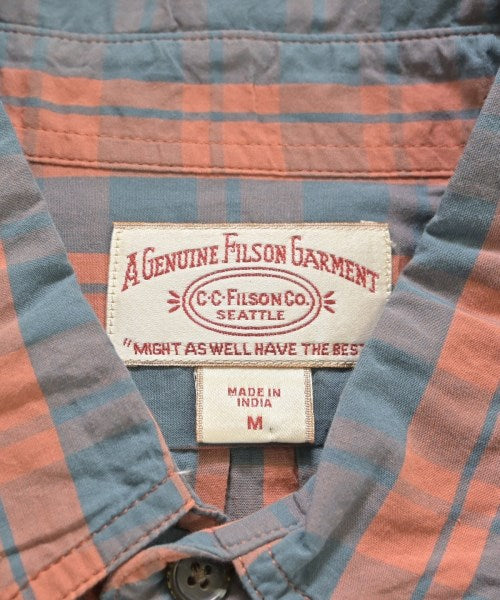 A GENUINE FILSON GARMENT
C·C·FILSON CO.
SEATTLE
"MIGHT AS WELL HAVE THE BEST
MADE IN
INDIA
M